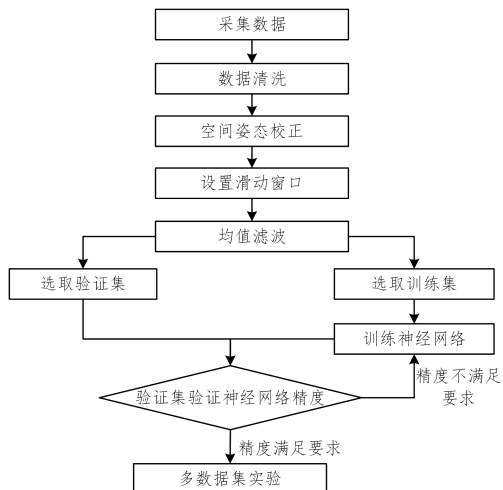 采集数据
数据清洗
空间姿态校正
设置滑动窗口
均值滤波
选取验证集
选取训练集
训练神经网络
验证集验证神经网络精度
精度不满足
要求
精度满足要求
多数据集实验